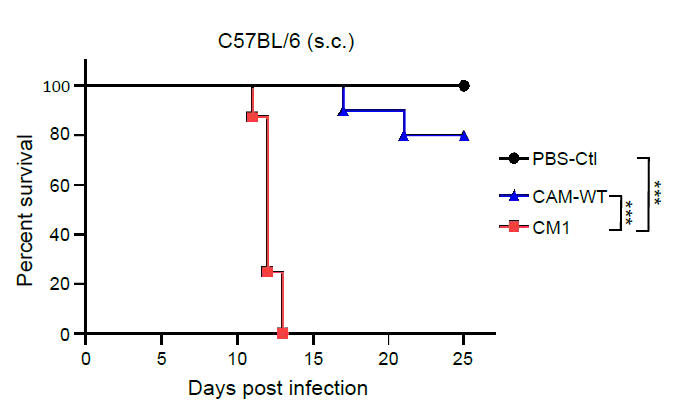 C57BL/6 (s.c.)
Percent survival
100
80
60
40
20
0
0 5 10 15 20 25
Days post infection
PBS-Ctl
CAM-WT
CM1
***
***